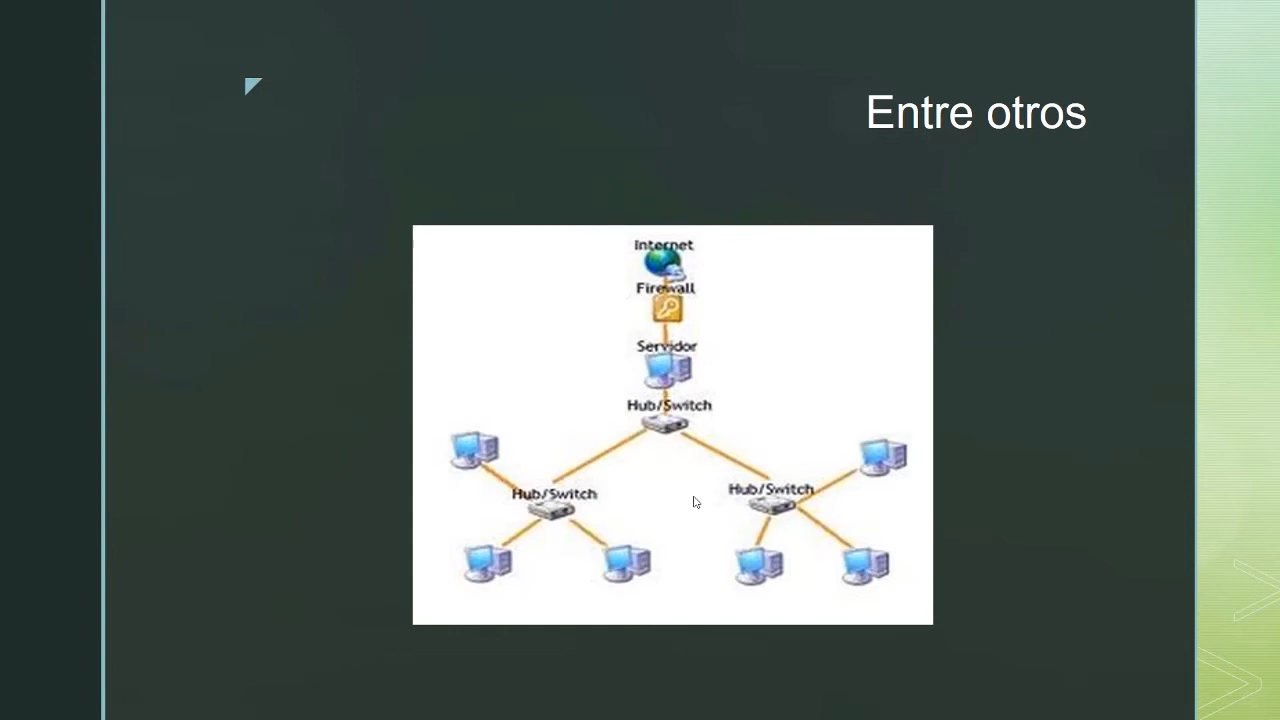 Entre otros
Internet
Firewall
Servidor
Hub/Switch
Hub/Switch
Hub/Switch